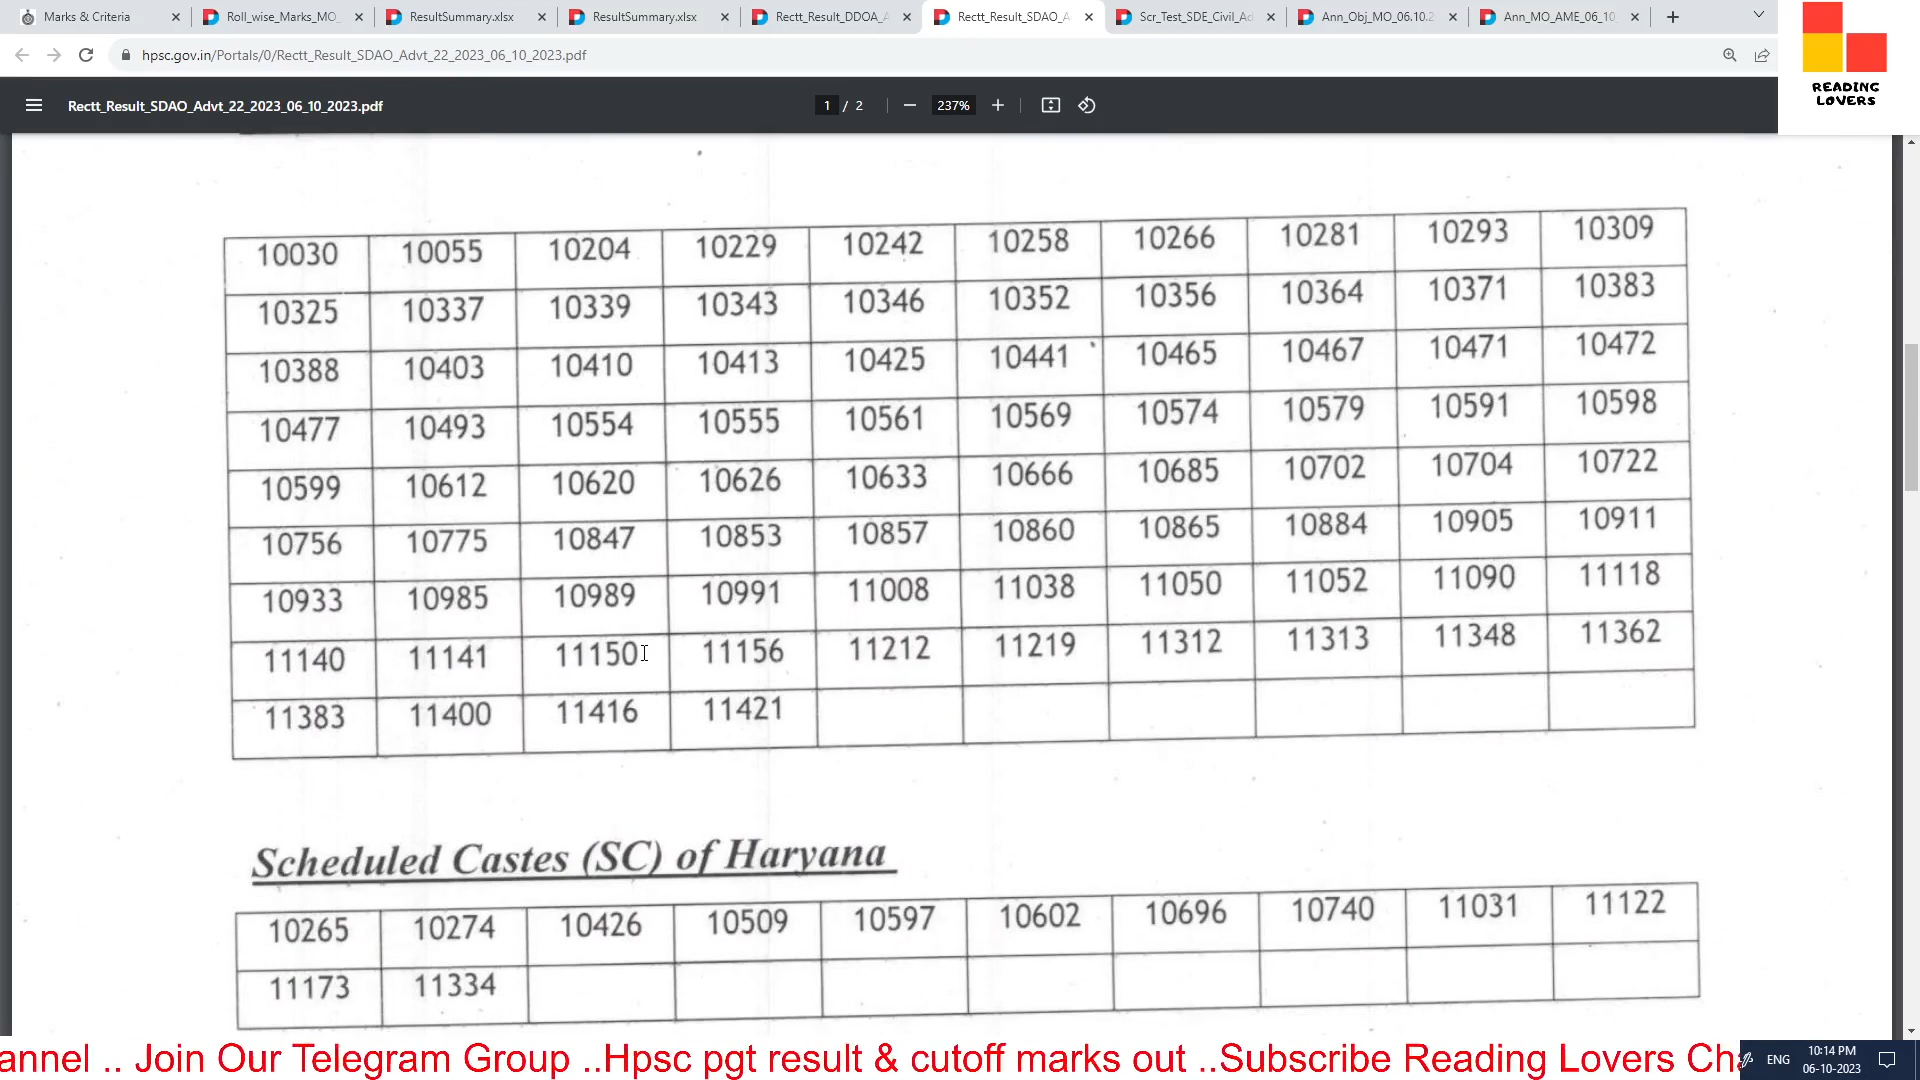 Marks & Criteria
Roll_wise_Marks_MO_
ResultSummary.xlsx
ResultSummary.xlsx
Rectt_Result_DDOA_A
Rectt_Result_SDAO_A
Scr_Test_SDE_Civil_Ad
Ann_Obj_MO_06.10.2
Ann_MO_AME_06_10_
hpsc.gov.in/Portals/0/Rectt_Result_SDAO_Advt_22_2023_06_10_2023.pdf
READING
LOVERS
Rectt_Result_SDAO_Advt_22_2023_06_10_2023.pdf
1 / 2
237%
10030 10055 10204 10229 10242 10258 10266 10281 10293 10309
10325 10337 10339 10343 10346 10352 10356 10364 10371 10383
10388 10403 10410 10413 10425 10441 10465 10467 10471 10472
10477 10493 10554 10555 10561 10569 10574 10579 10591 10598
10599 10612 10620 10626 10633 10666 10685 10702 10704 10722
10756 10775 10847 10853 10857 10860 10865 10884 10905 10911
10933 10985 10989 10991 11008 11038 11050 11052 11090 11118
11140 11141 11150 11156 11212 11219 11312 11313 11348 11362
11383 11400 11416 11421
Scheduled Castes (SC) of Haryana
10265 10274 10426 10509 10597 10602 10696 10740 11031 11122
11173 11334
annel .. Join Our Telegram Group ..Hpsc pgt result & cutoff marks out ..Subscribe Reading Lovers Cha
ENG
10:14 PM
06-10-2023